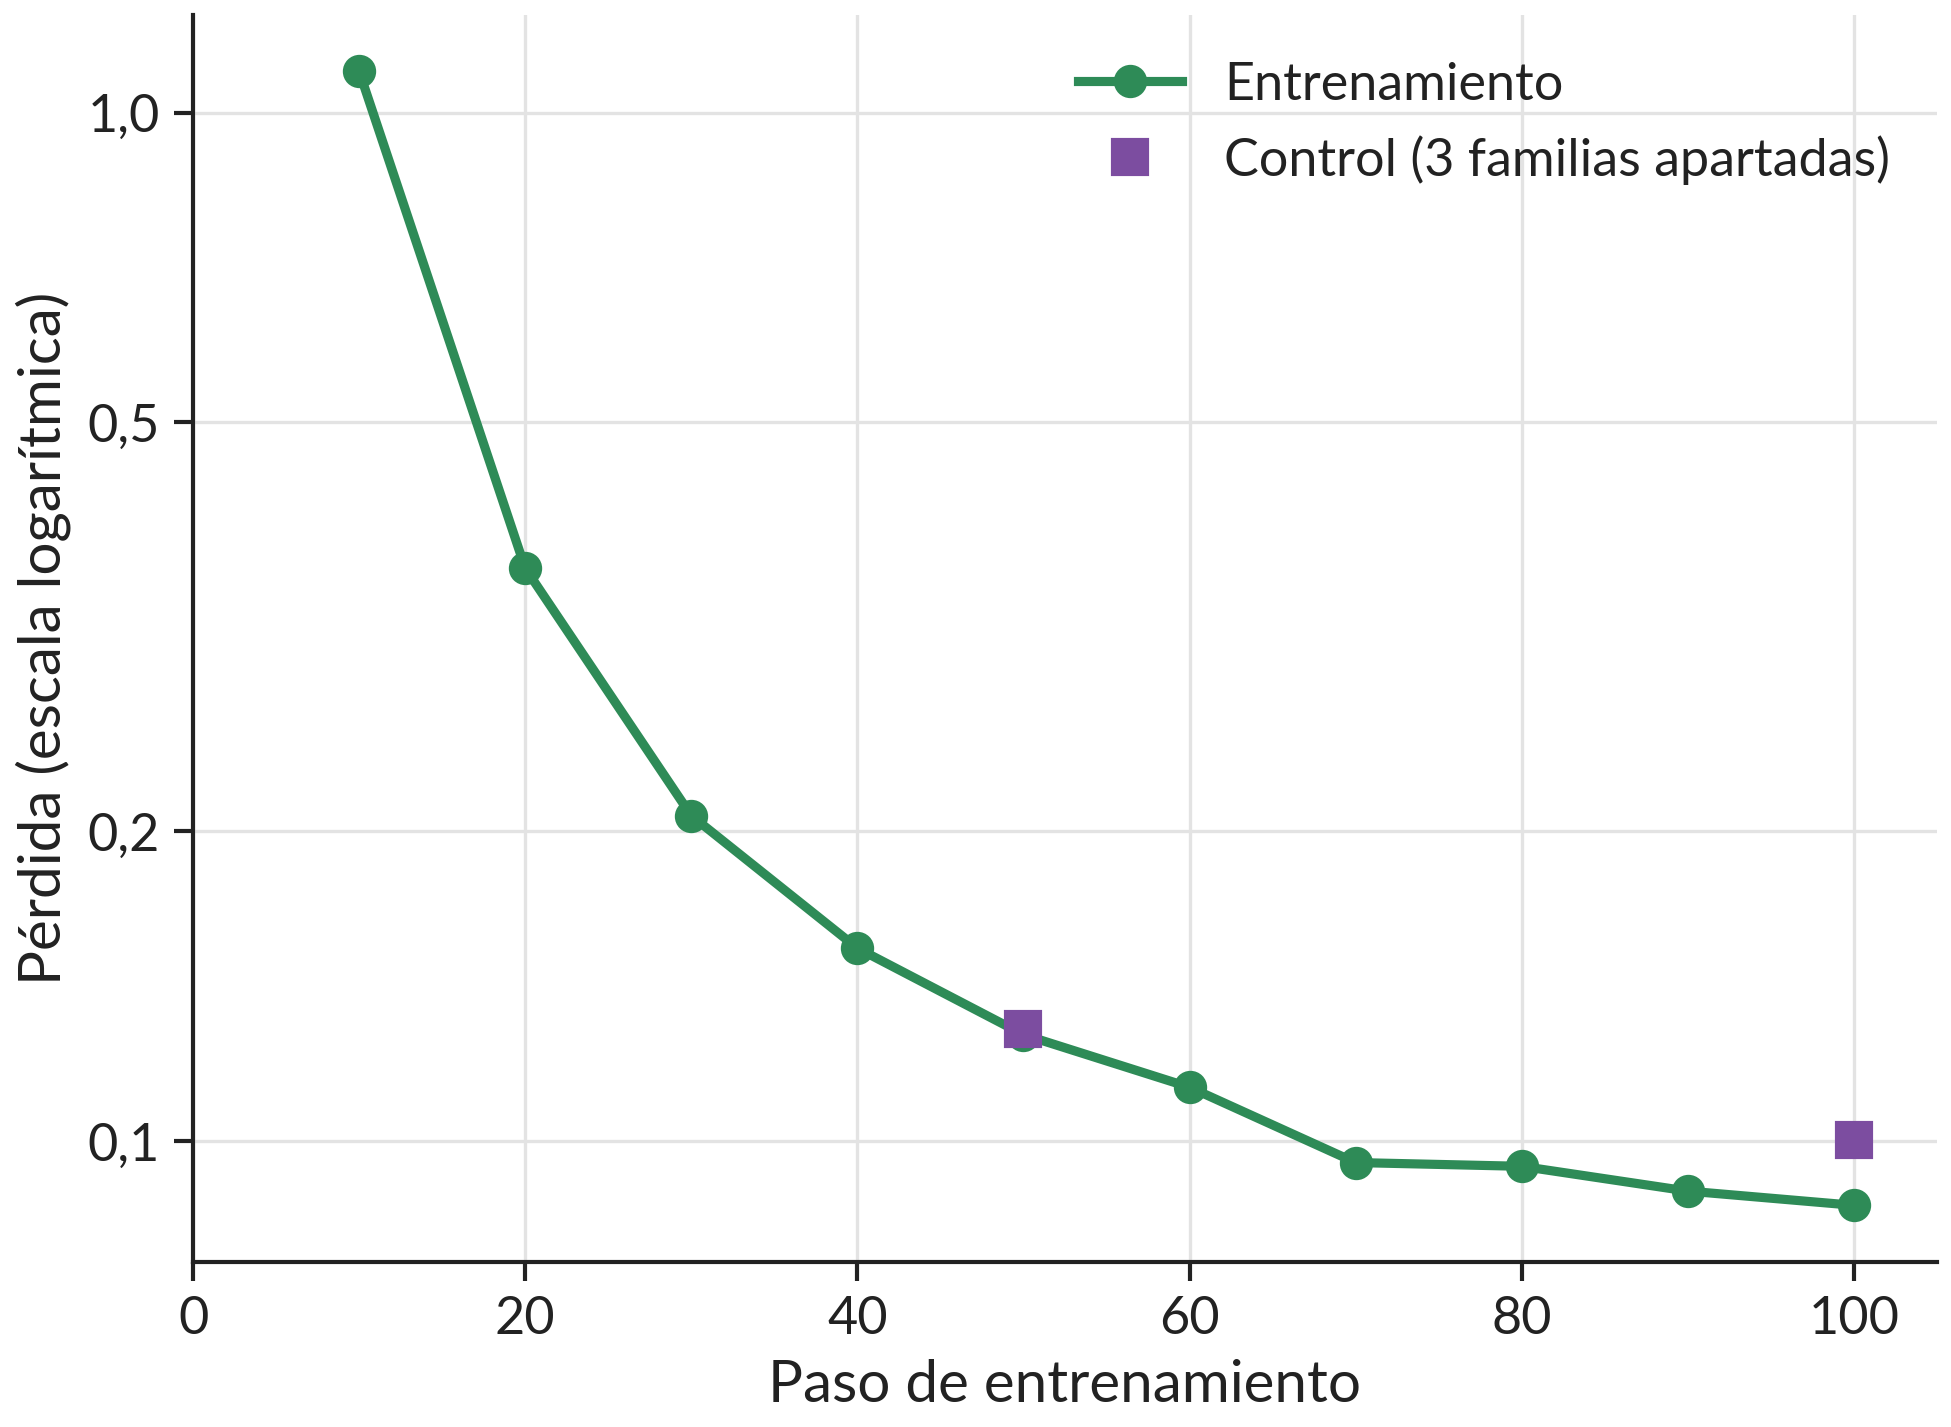 Entrenamiento
Control (3 familias apartadas)
Pérdida (escala logarítmica)
1,0
0,5
0,2
0,1
0 20 40 60 80 100
Paso de entrenamiento